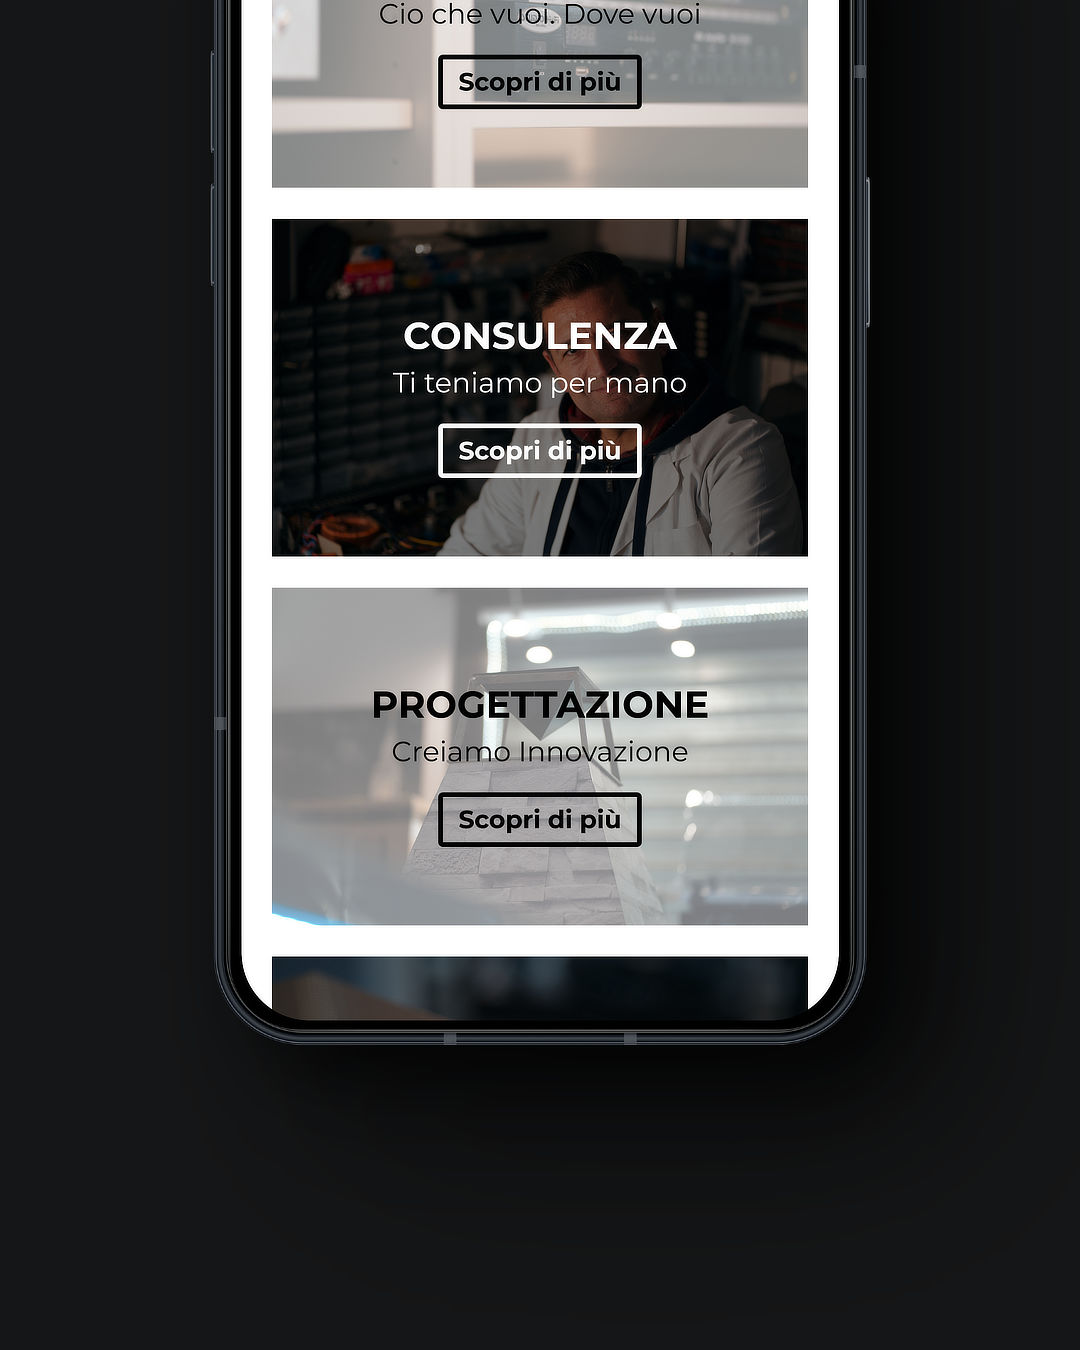 Cio che vuoi. Dove vuoi
Scopri di più
CONSULENZA
Ti teniamo per mano
Scopri di più
PROGETTAZIONE
Creiamo Innovazione
Scopri di più